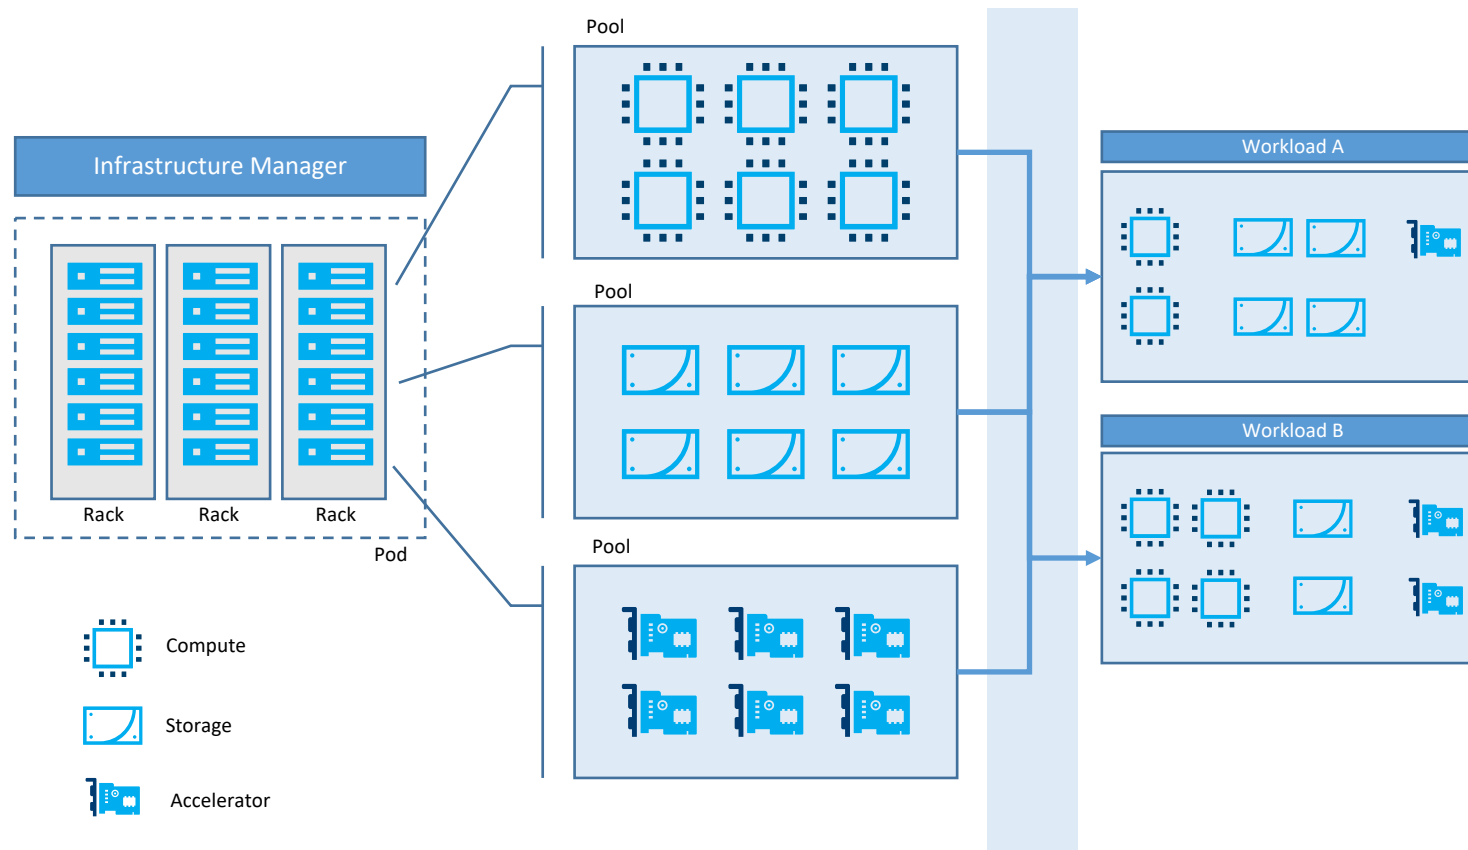 Pool
Infrastructure Manager
Workload A
Pool
Workload B
Rack
Rack
Rack
Pod
Pool
Compute
Storage
Accelerator